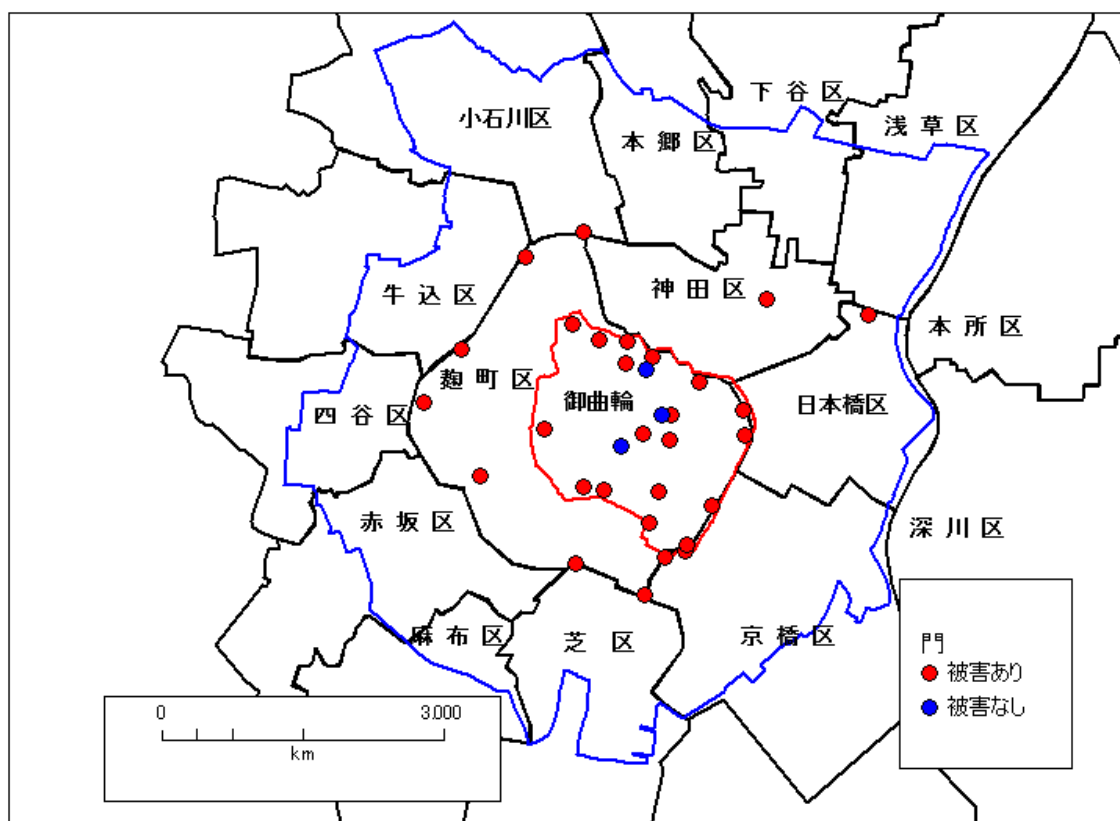 下谷区
浅草区
小石川区
本郷区
牛込区
神田区
本所区
麹町区
御曲輪
日本橋区
四谷区
赤坂区
深川区
麻布区
芝区
京橋区
門
被害あり
被害なし
0
3.000
km